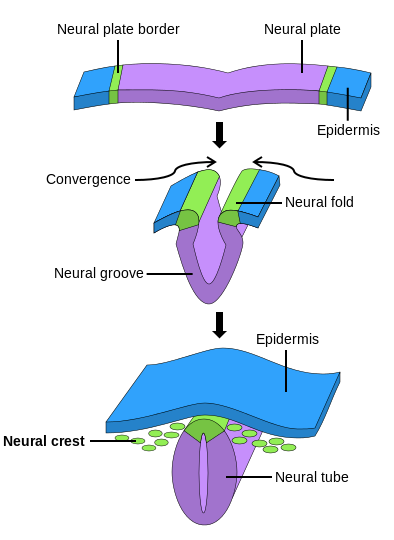 Neural plate border
Neural plate
Epidermis
Convergence
Neural fold
Neural groove
Epidermis
Neural crest
Neural tube